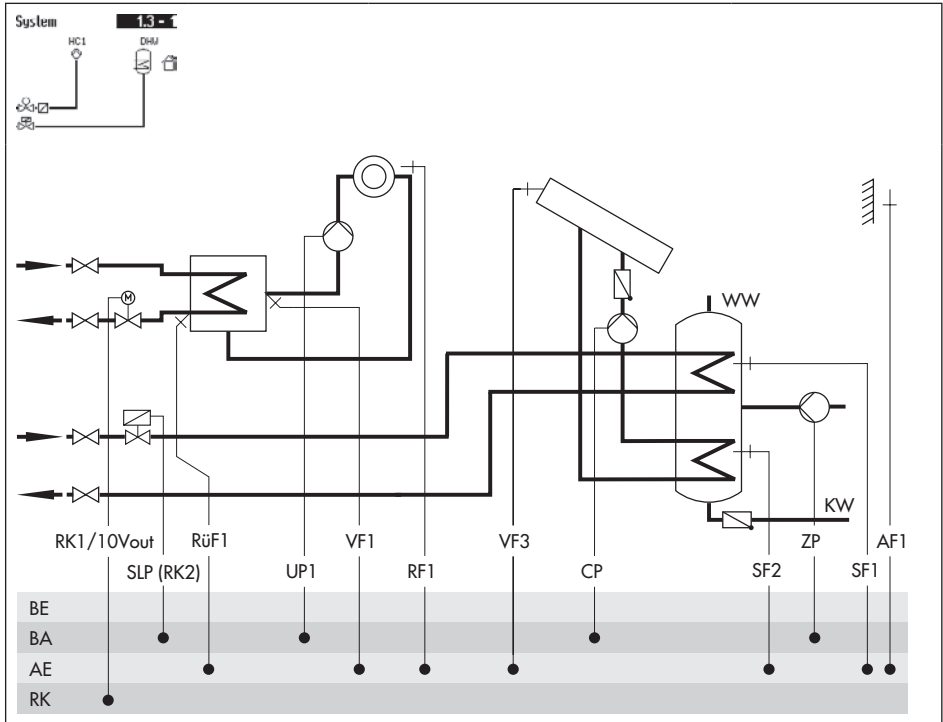 System 1.3 - 1
HC1 DHW
M
WW
KW
RK1/10Vout RüF1 VF1 VF3 ZP AF1
SLP (RK2) UP1 RF1 CP SF2 SF1
BE
BA
AE
RK